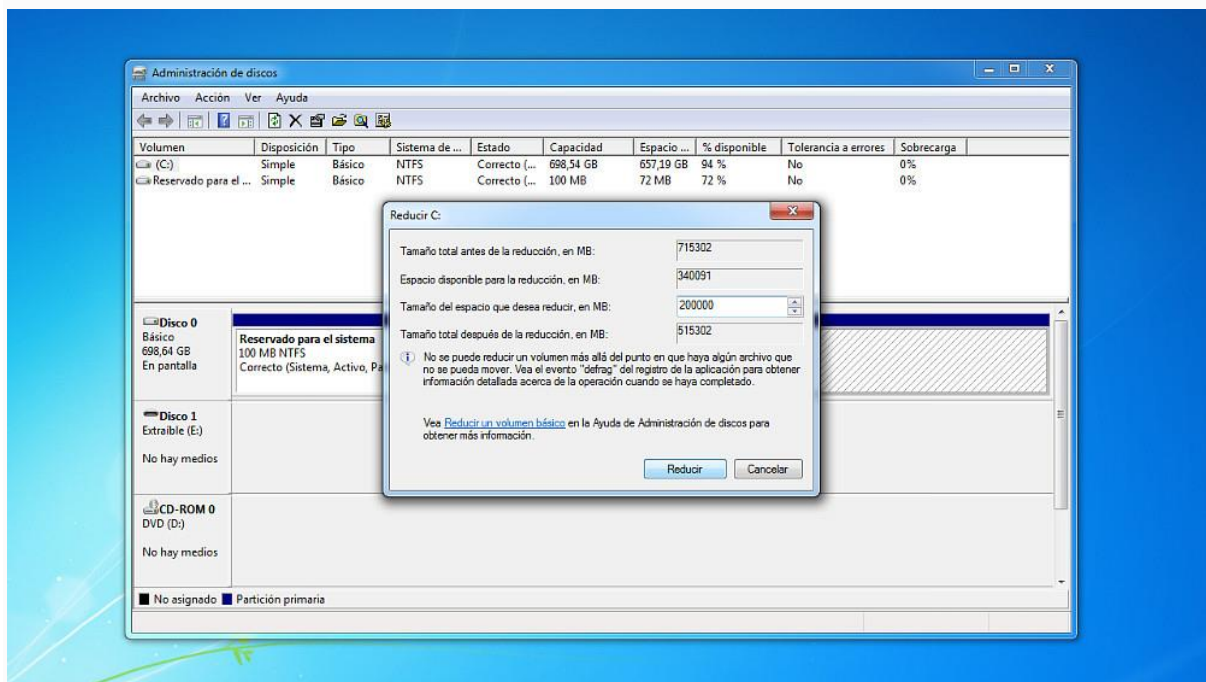 Administración de discos
Archivo Acción Ver Ayuda
Volumen Disposición Tipo Sistema de ... Estado Capacidad Espacio ... % disponible Tolerancia a errores Sobrecarga
(C:) Simple Básico NTFS Correcto (... 698,54 GB 657,19 GB 94 % No 0%
Reservado para el ... Simple Básico NTFS Correcto (... 100 MB 72 MB 72 % No 0%
Reducir C:
Tamaño total antes de la reducción, en MB: 715302
Espacio disponible para la reducción, en MB: 340091
Tamaño del espacio que desea reducir, en MB: 200000
Tamaño total después de la reducción, en MB: 515302
No se puede reducir un volumen más allá del punto en que haya algún archivo que
no se pueda mover. Vea el evento "defrag" del registro de la aplicación para obtener
información detallada acerca de la operación cuando se haya completado.
Vea Reducir un volumen básico en la Ayuda de Administración de discos para
obtener más información.
Reducir Cancelar
Disco 0
Básico
698,64 GB
En pantalla
Reservado para el sistema
100 MB NTFS
Correcto (Sistema, Activo, Pa
Disco 1
Extraíble (E:)
No hay medios
CD-ROM 0
DVD (D:)
No hay medios
No asignado Partición primaria